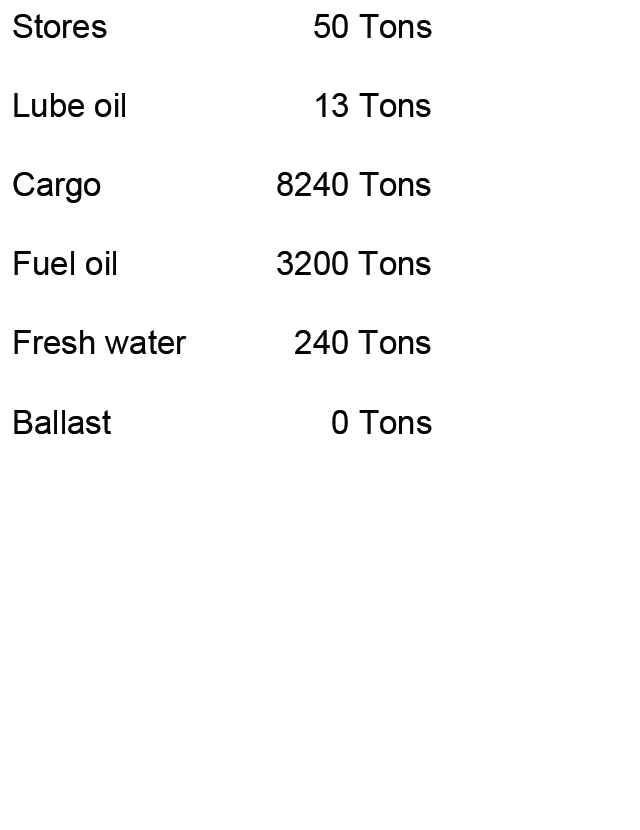 Stores 50 Tons
Lube oil 13 Tons
Cargo 8240 Tons
Fuel oil 3200 Tons
Fresh water 240 Tons
Ballast 0 Tons